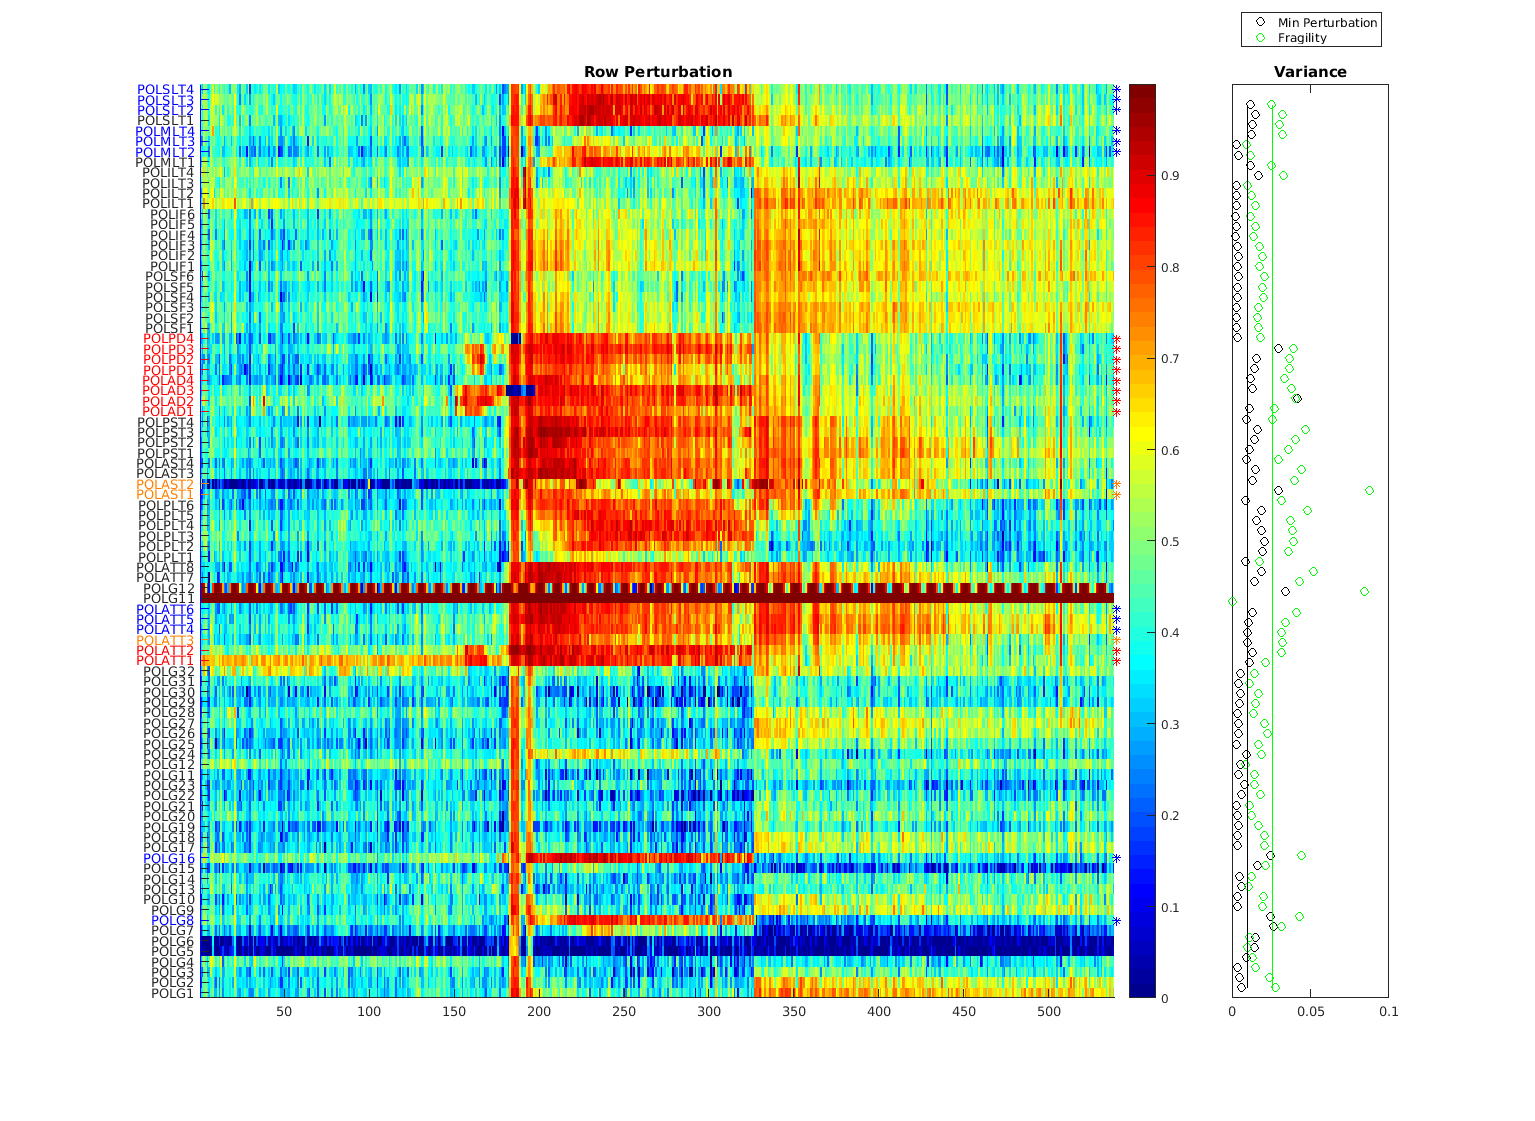 Min Perturbation
Fragility
Row Perturbation
Variance
POLSLT4
POLSLT3
POLSLT2
POLSLT1
POLMLT4
POLMLT3
POLMLT2
POLMLT1
POLILT4
POLILT3
POLILT2
POLILT1
POLIF6
POLIF5
POLIF4
POLIF3
POLIF2
POLIF1
POLSF6
POLSF5
POLSF4
POLSF3
POLSF2
POLSF1
POLPD4
POLPD3
POLPD2
POLPD1
POLAD4
POLAD3
POLAD2
POLAD1
POLPST4
POLPST3
POLPST2
POLPST1
POLAST4
POLAST3
POLAST2
POLAST1
POLPLT6
POLPLT5
POLPLT4
POLPLT3
POLPLT2
POLPLT1
POLATT8
POLATT7
POLG12
POLG11
POLATT6
POLATT5
POLATT4
POLATT3
POLATT2
POLATT1
POLG32
POLG31
POLG30
POLG29
POLG28
POLG27
POLG26
POLG25
POLG24
POLG12
POLG11
POLG23
POLG22
POLG21
POLG20
POLG19
POLG18
POLG17
POLG16
POLG15
POLG14
POLG13
POLG10
POLG9
POLG8
POLG7
POLG6
POLG5
POLG4
POLG3
POLG2
POLG1
50 100 150 200 250 300 350 400 450 500
0.9
0.8
0.7
0.6
0.5
0.4
0.3
0.2
0.1
0
0 0.05 0.1